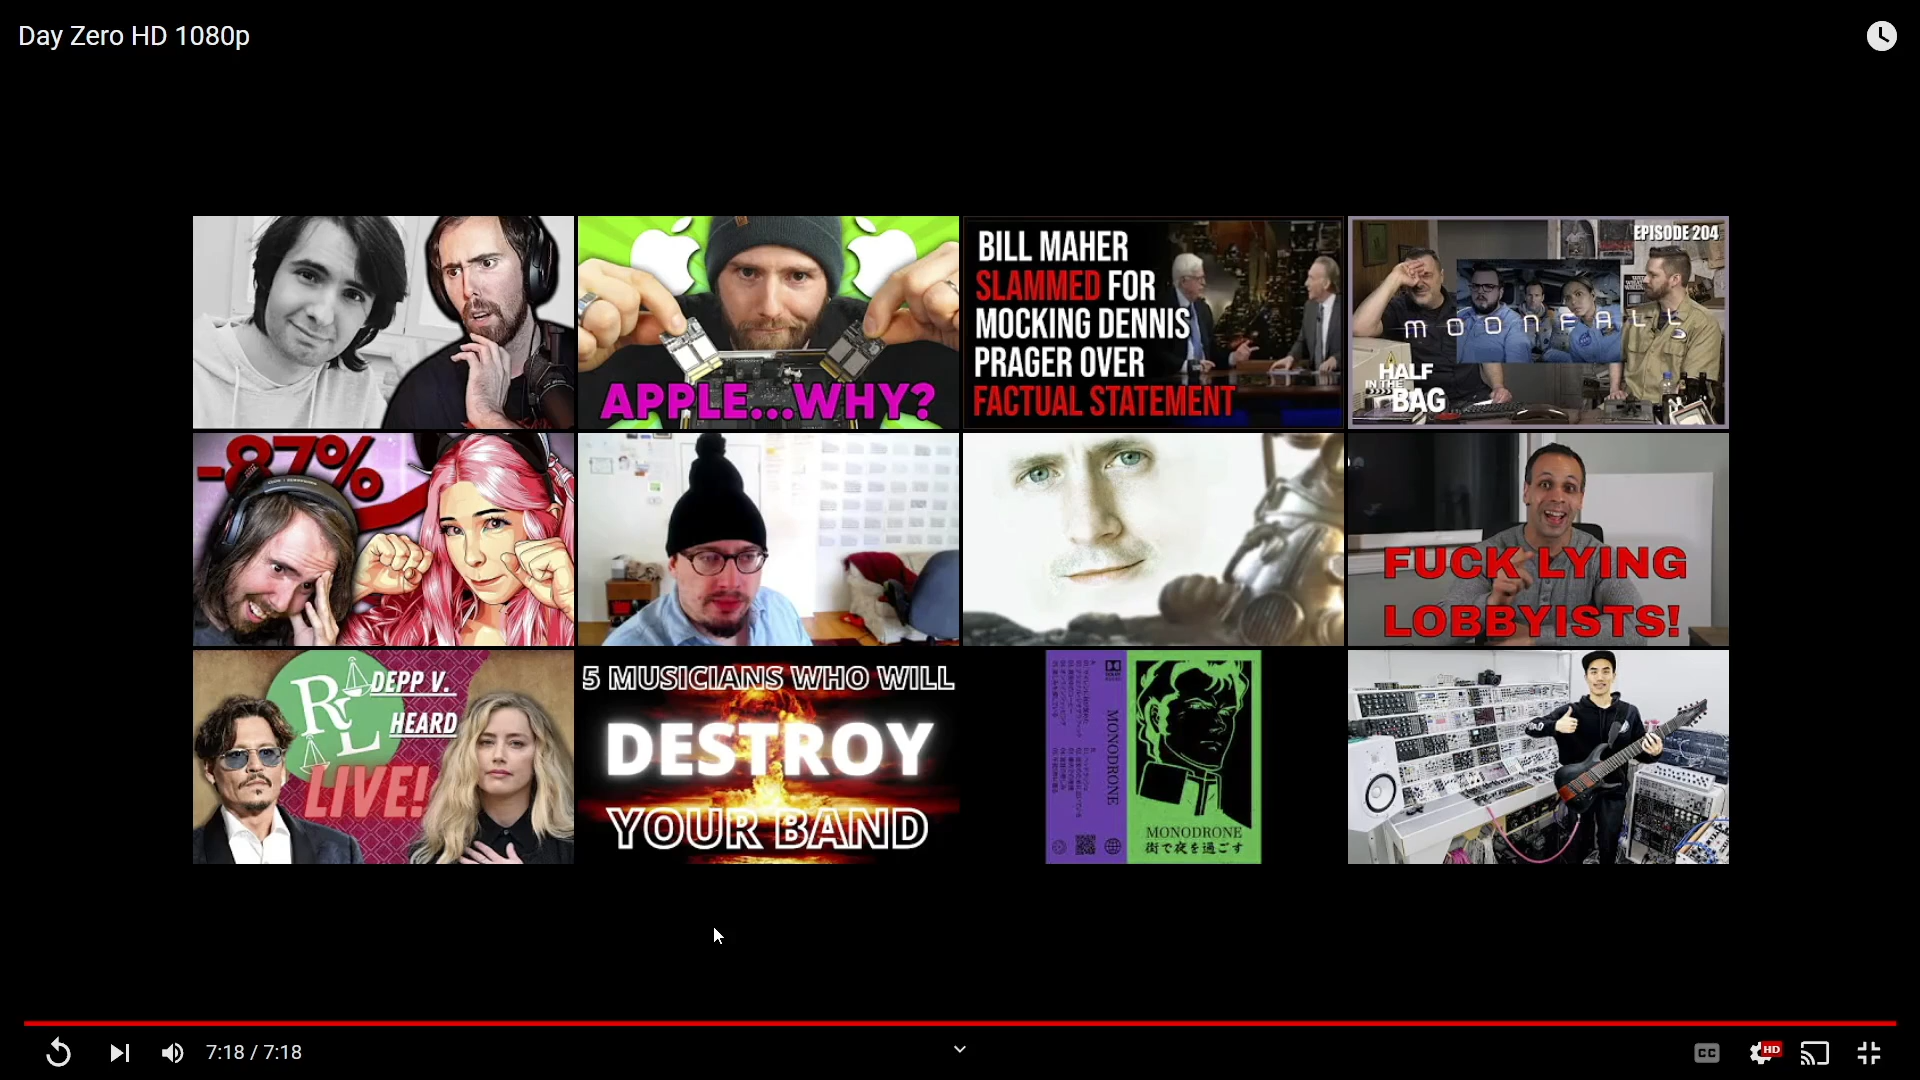 Day Zero HD 1080p
APPLE...WHY?
BILL MAHER
SLAMMED FOR
MOCKING DENNIS
PRAGER OVER
FACTUAL STATEMENT
EPISODE 204
MOONFALL
HALF
IN THE
BAG
-87%
FUCK LYING
LOBBYISTS!
RL
DEPP V.
HEARD
LIVE!
5 MUSICIANS WHO WILL
DESTROY
YOUR BAND
MONODRONE
MONODRONE
街で夜を過ごす
7:18 / 7:18
CC
HD